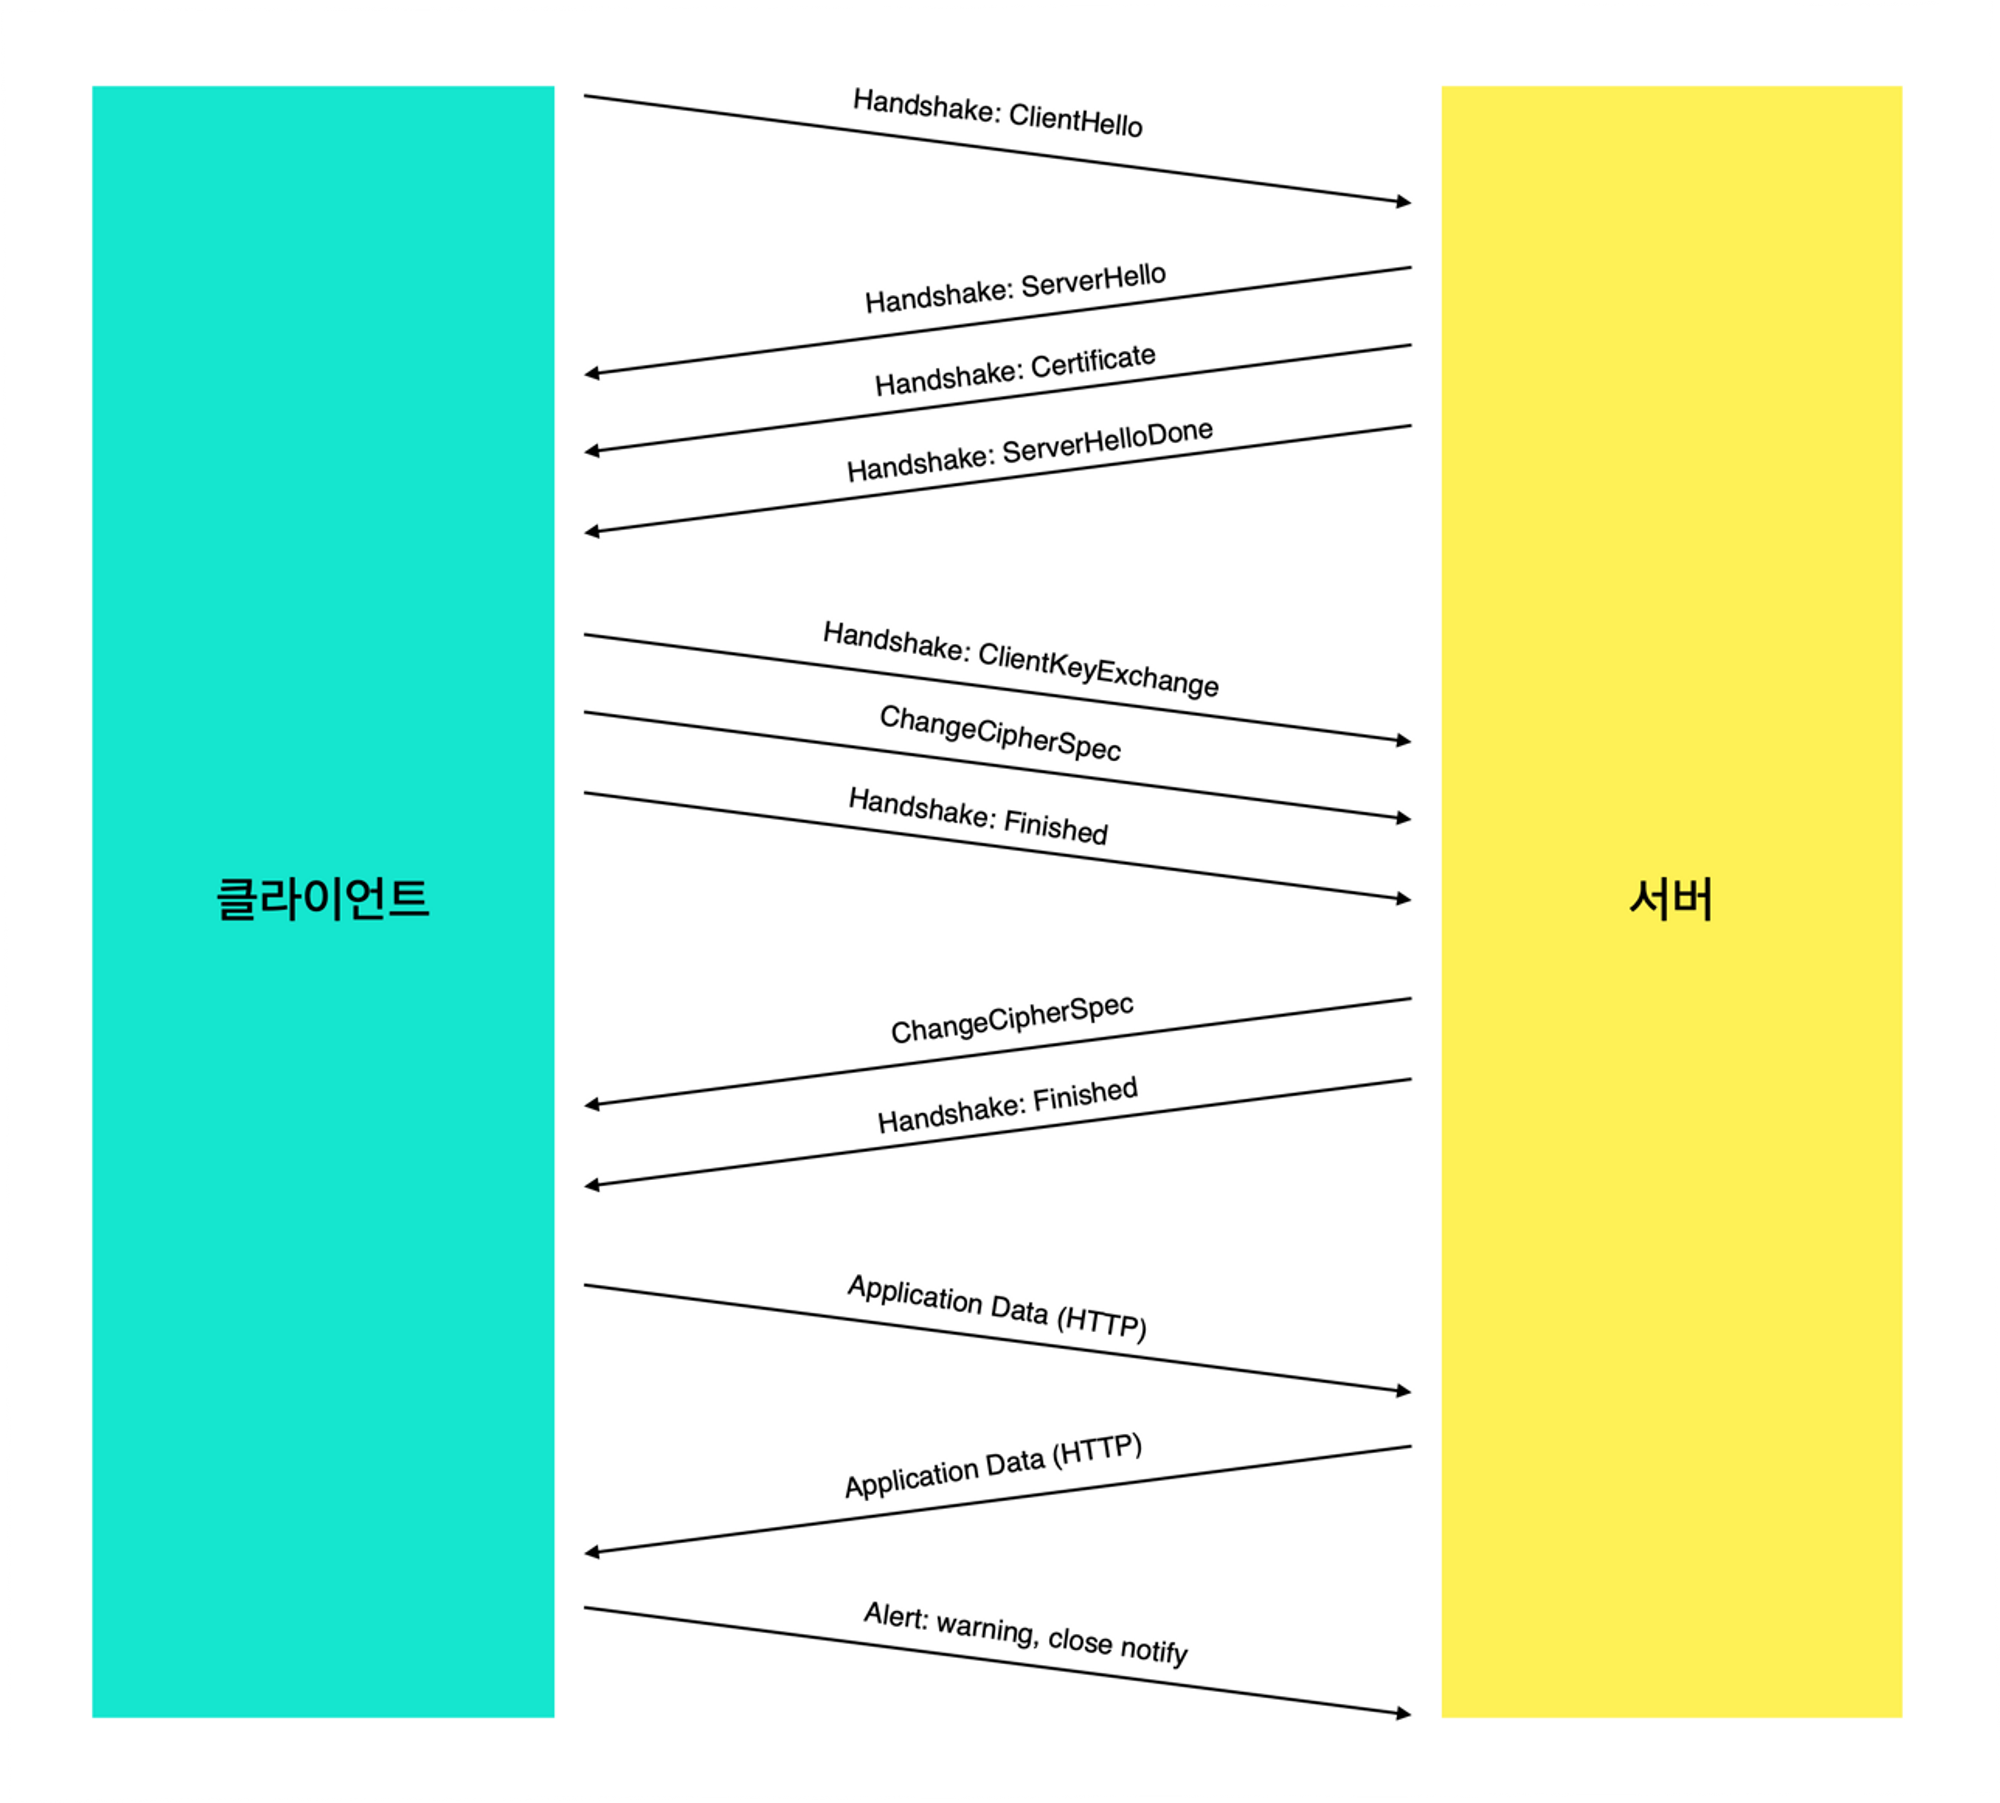 Handshake: ClientHello
Handshake: ServerHello
Handshake: Certificate
Handshake: ServerHelloDone
Handshake: ClientKeyExchange
ChangeCipherSpec
Handshake: Finished
클라이언트
서버
ChangeCipherSpec
Handshake: Finished
Application Data (HTTP)
Application Data (HTTP)
Alert: warning, close notify